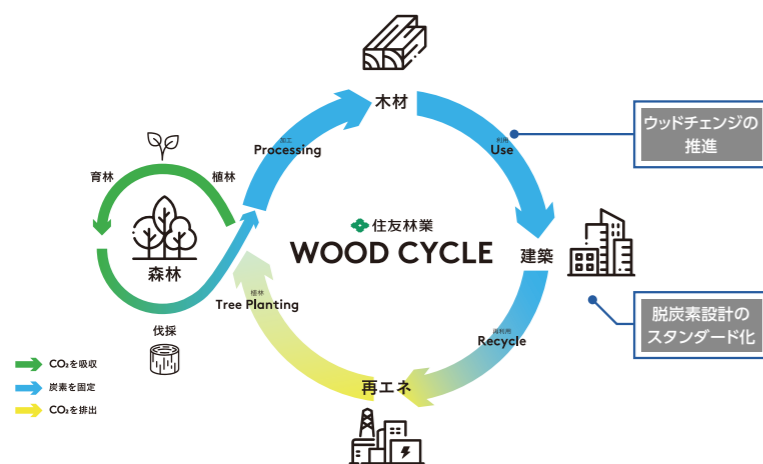 木材
加工
Processing
利用
Use
ウッドチェンジの
推進
育林
植林
森林
伐採
住友林業
WOOD CYCLE
建築
植林
Tree Planting
再利用
Recycle
脱炭素設計の
スタンダード化
再エネ
CO₂を吸収
炭素を固定
CO₂を排出